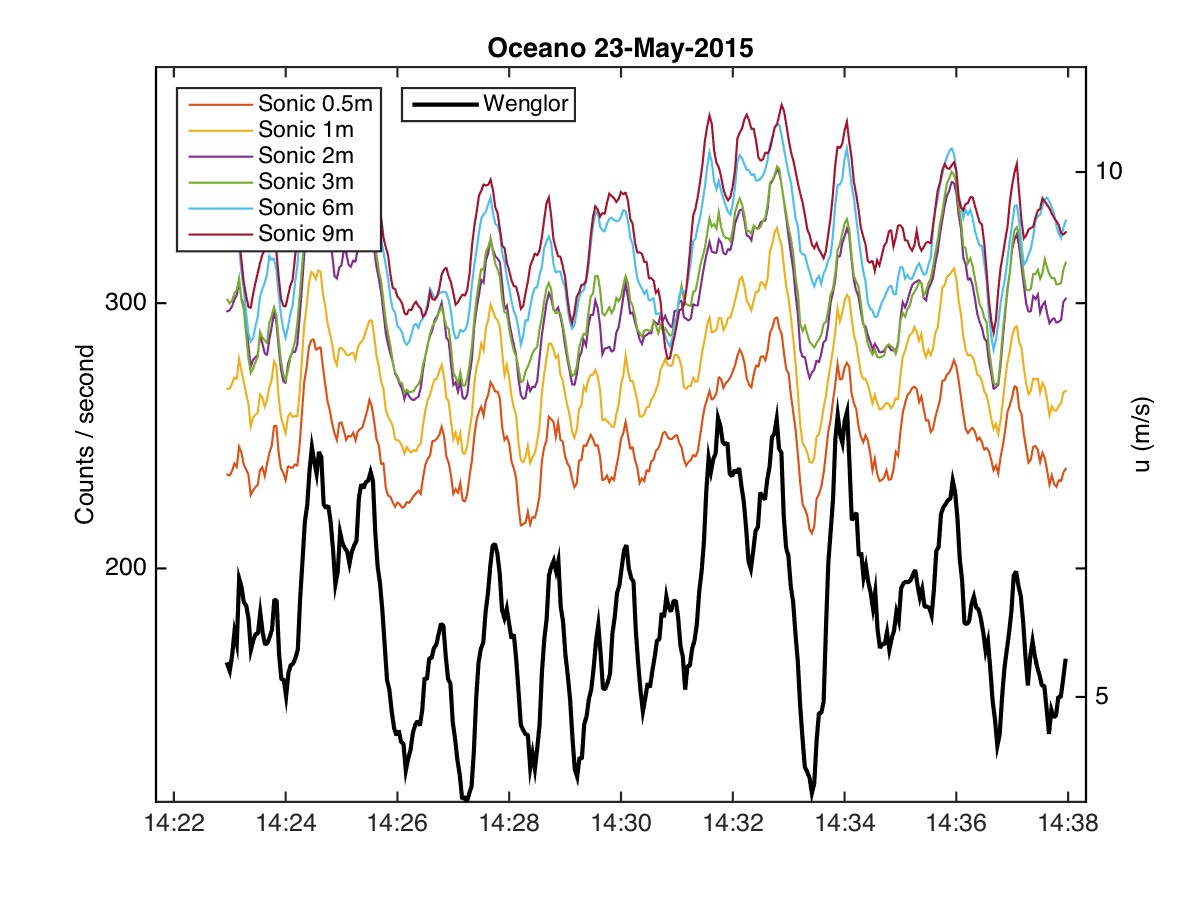 Oceano 23-May-2015
Sonic 0.5m
Sonic 1m
Sonic 2m
Sonic 3m
Sonic 6m
Sonic 9m
Wenglor
Counts / second
300
200
u (m/s)
10
5
14:22 14:24 14:26 14:28 14:30 14:32 14:34 14:36 14:38